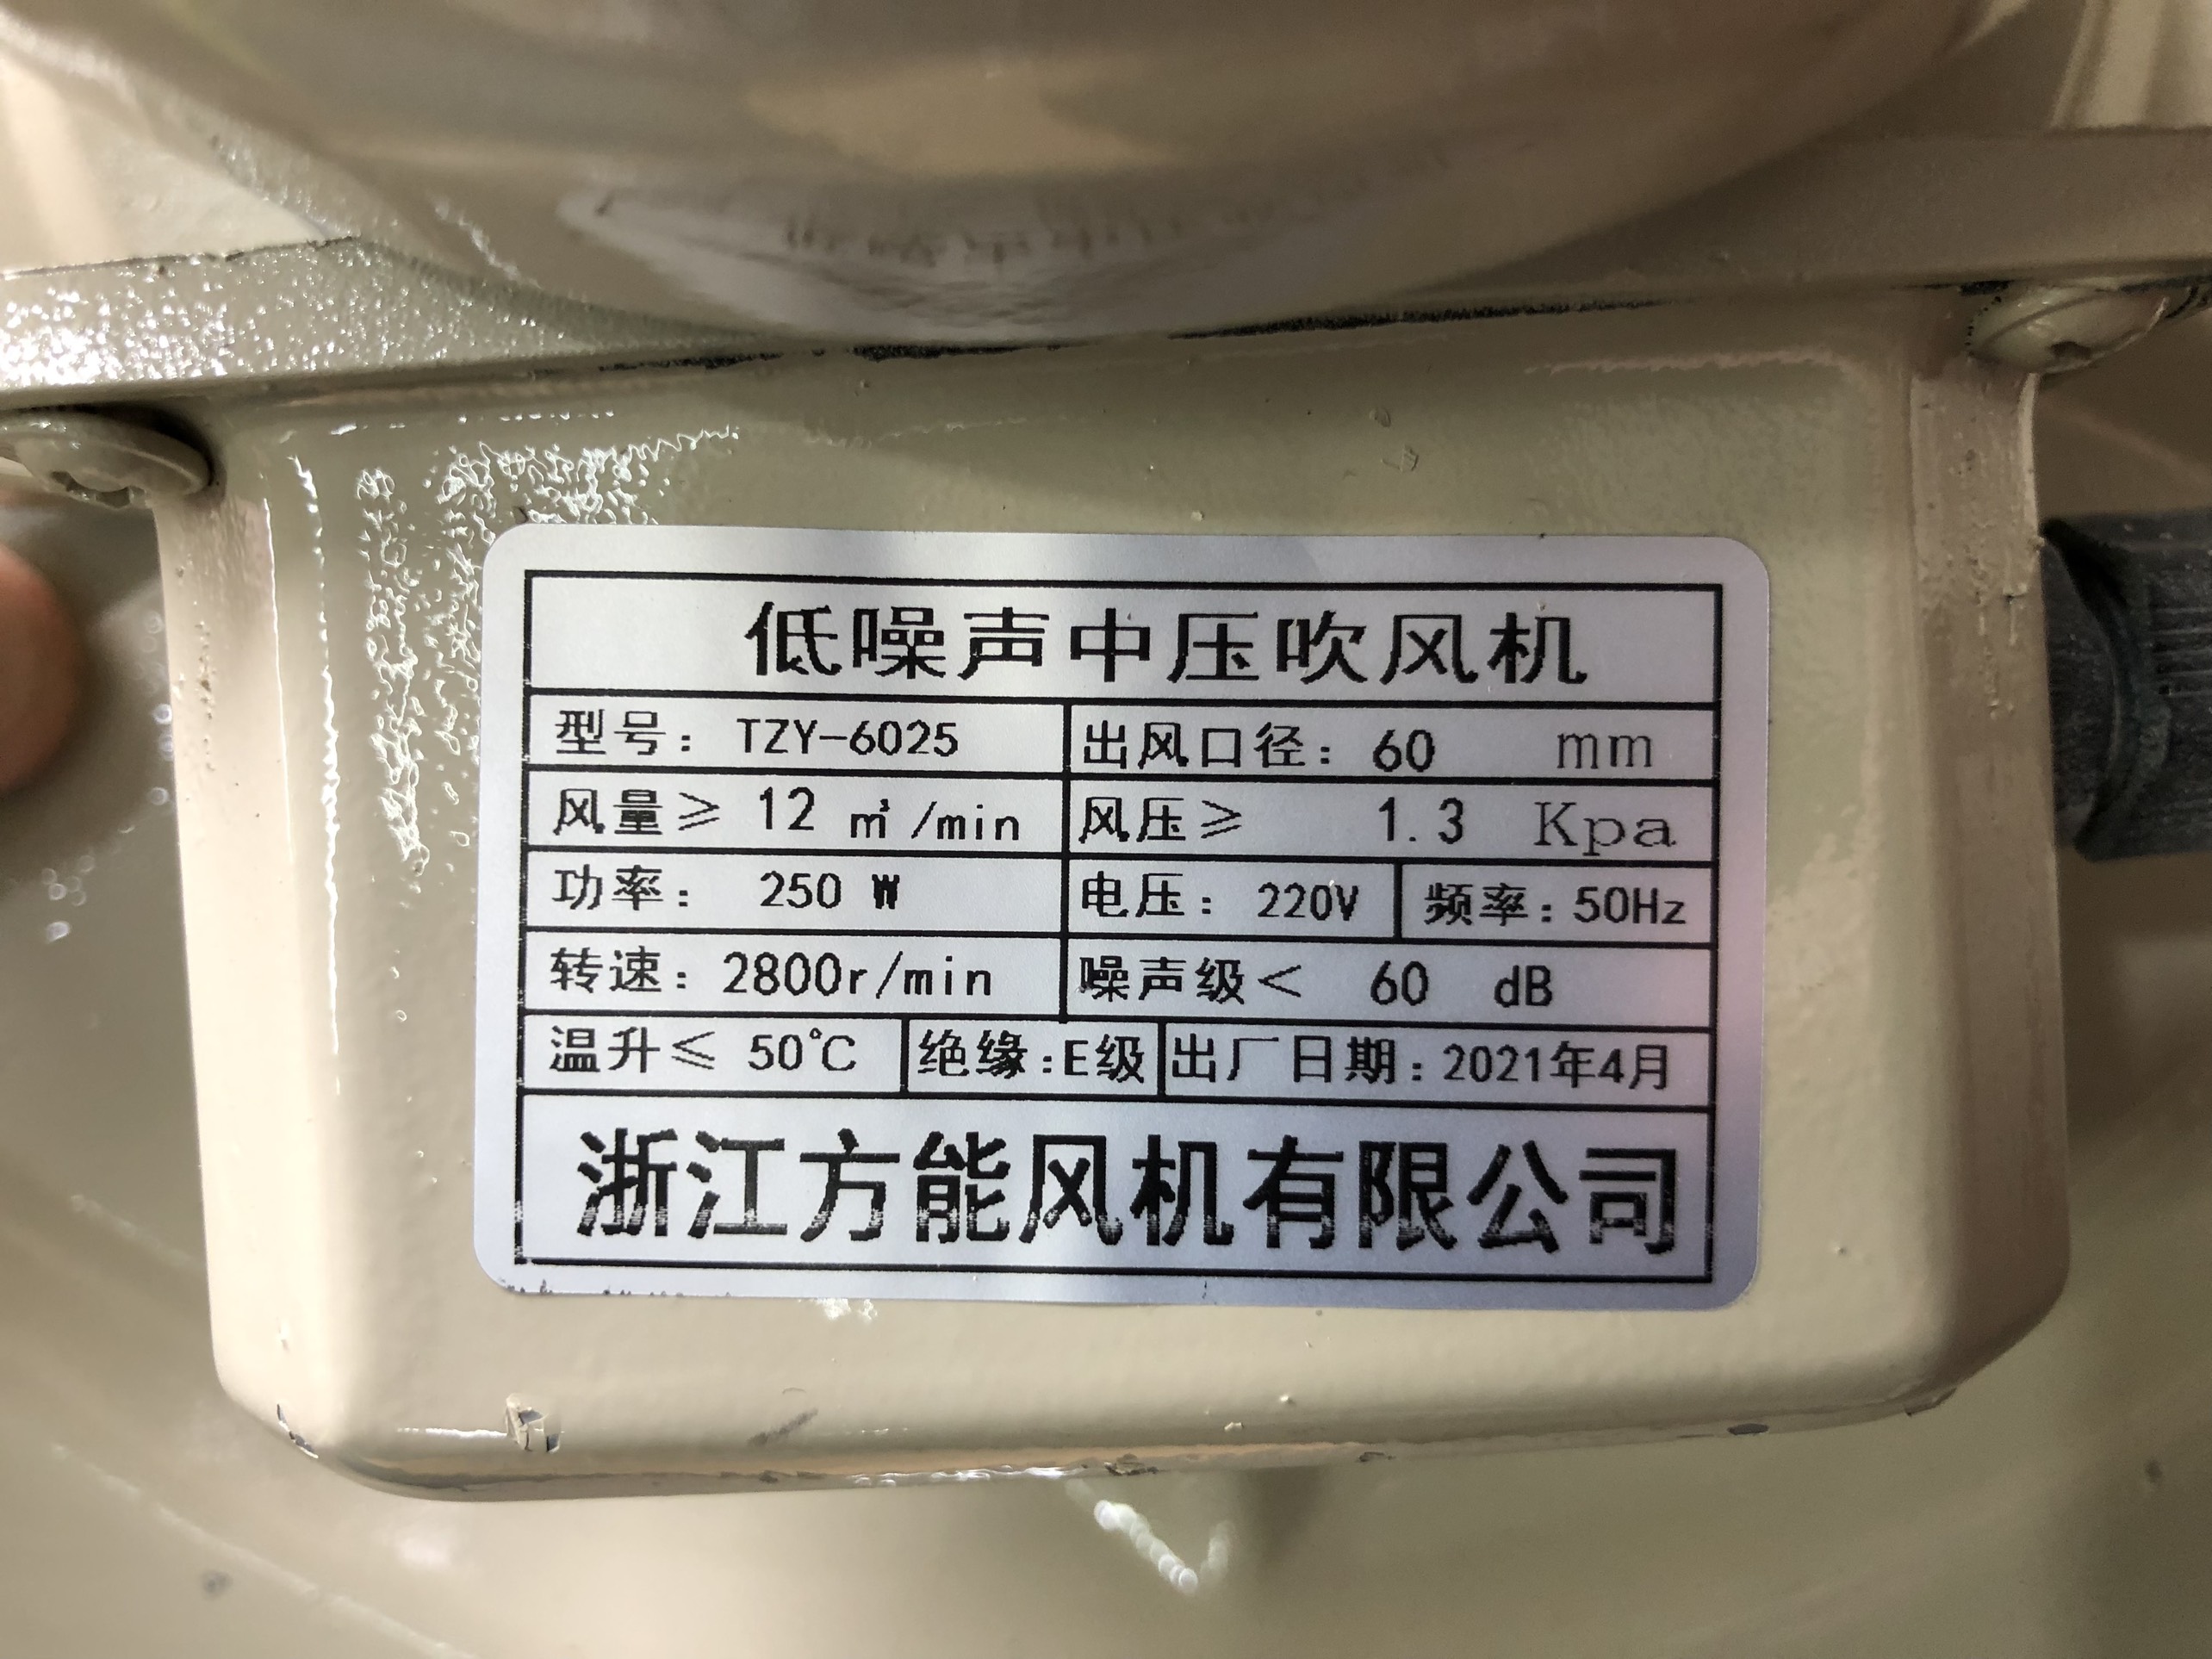 低噪声中压吹风机
型号: TZY-6025 出风口径: 60 mm
风量≥ 12 m³/min 风压≥ 1.3 Kpa
功率: 250 W 电压: 220V 频率: 50Hz
转速: 2800r/min 噪声级< 60 dB
温升≤ 50℃ 绝缘:E级 出厂日期: 2021年4月
浙江方能风机有限公司